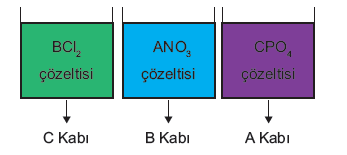 BCl₂
çözeltisi
ANO₃
çözeltisi
CPO₄
çözeltisi
C Kabı
B Kabı
A Kabı